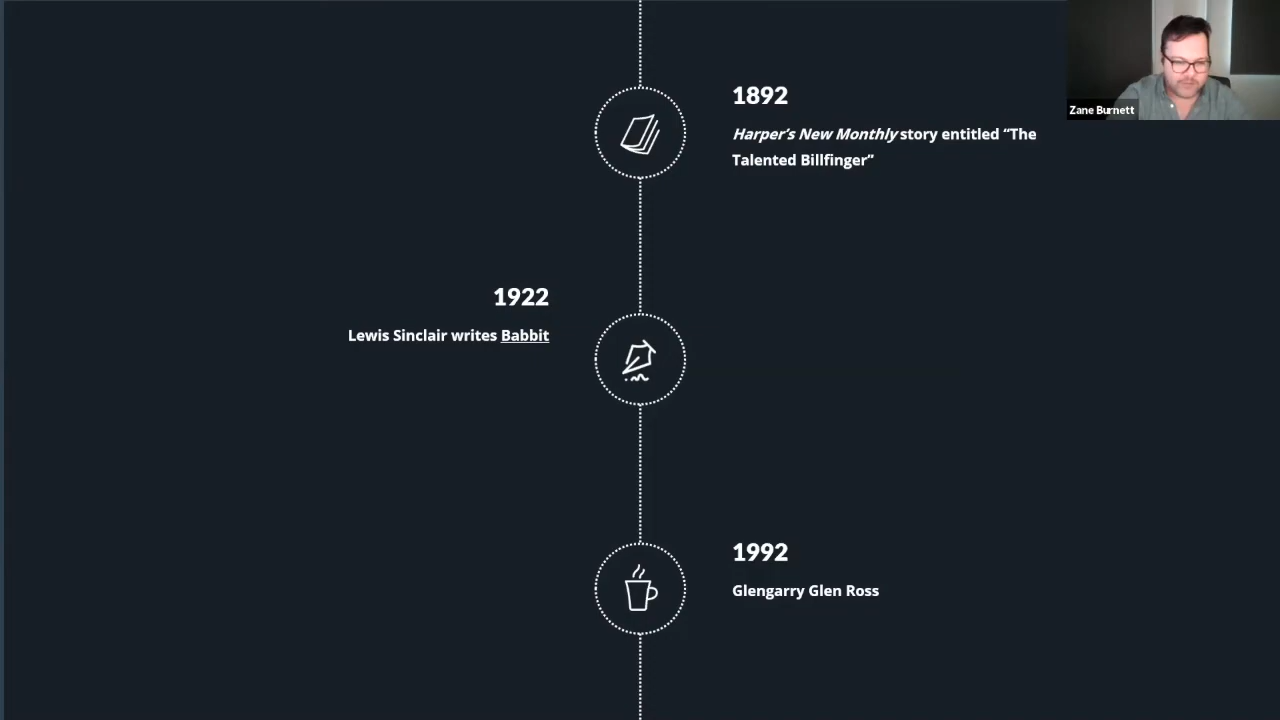 1892
Harper's New Monthly story entitled “The
Talented Billfinger”
Zane Burnett
1922
Lewis Sinclair writes Babbit
1992
Glengarry Glen Ross